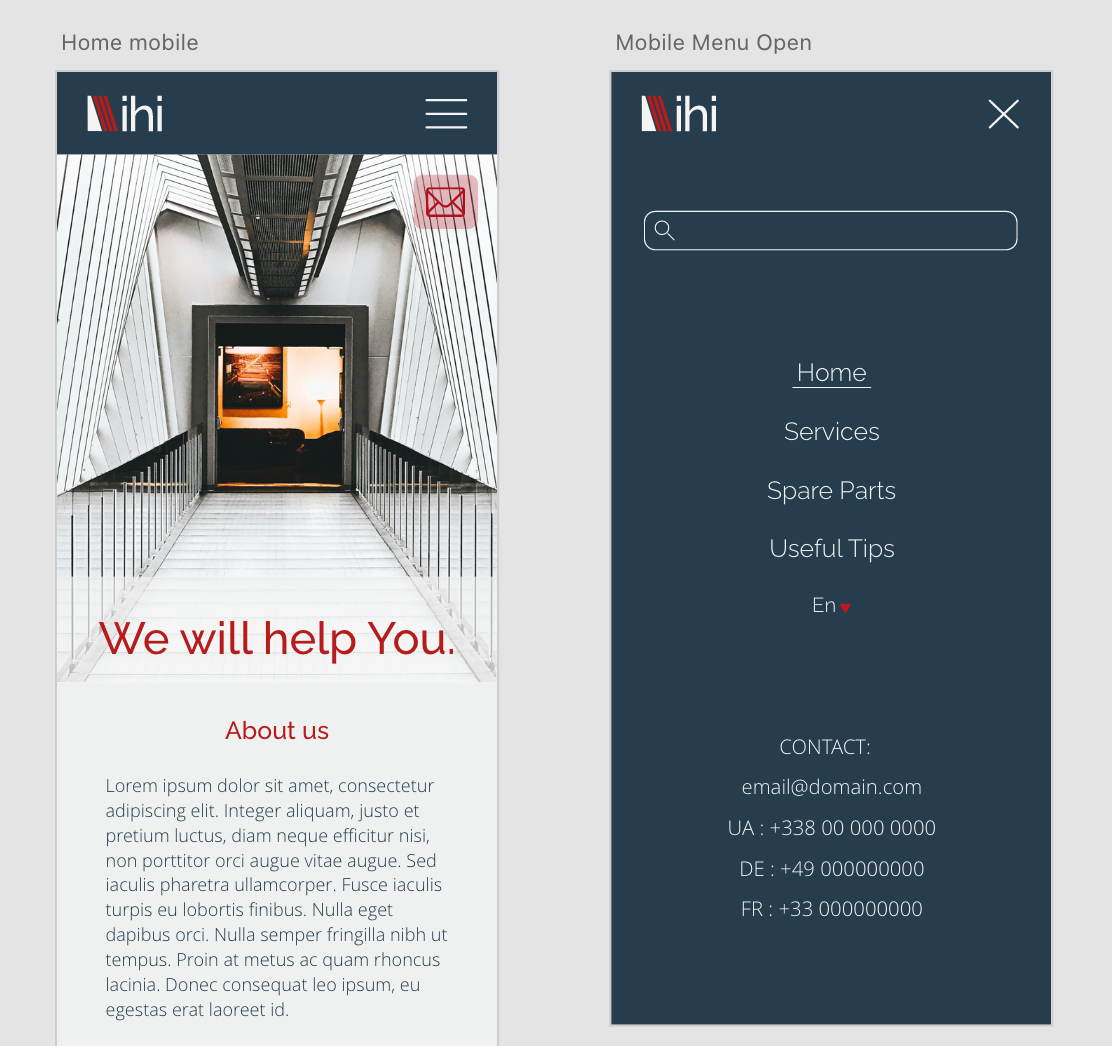 Home mobile
ihi
We will help You.
About us
Lorem ipsum dolor sit amet, consectetur
adipiscing elit. Integer aliquam, justo et
pretium luctus, diam neque efficitur nisi,
non porttitor orci augue vitae augue. Sed
iaculis pharetra ullamcorper. Fusce iaculis
turpis eu lobortis finibus. Nulla eget
dapibus orci. Nulla semper fringilla nibh ut
tempus. Proin at metus ac quam rhoncus
lacinia. Donec consequat leo ipsum, eu
egestas erat laoreet id.
Mobile Menu Open
ihi
Home
Services
Spare Parts
Useful Tips
En
CONTACT:
email@domain.com
UA : +338 00 000 0000
DE : +49 000000000
FR : +33 000000000